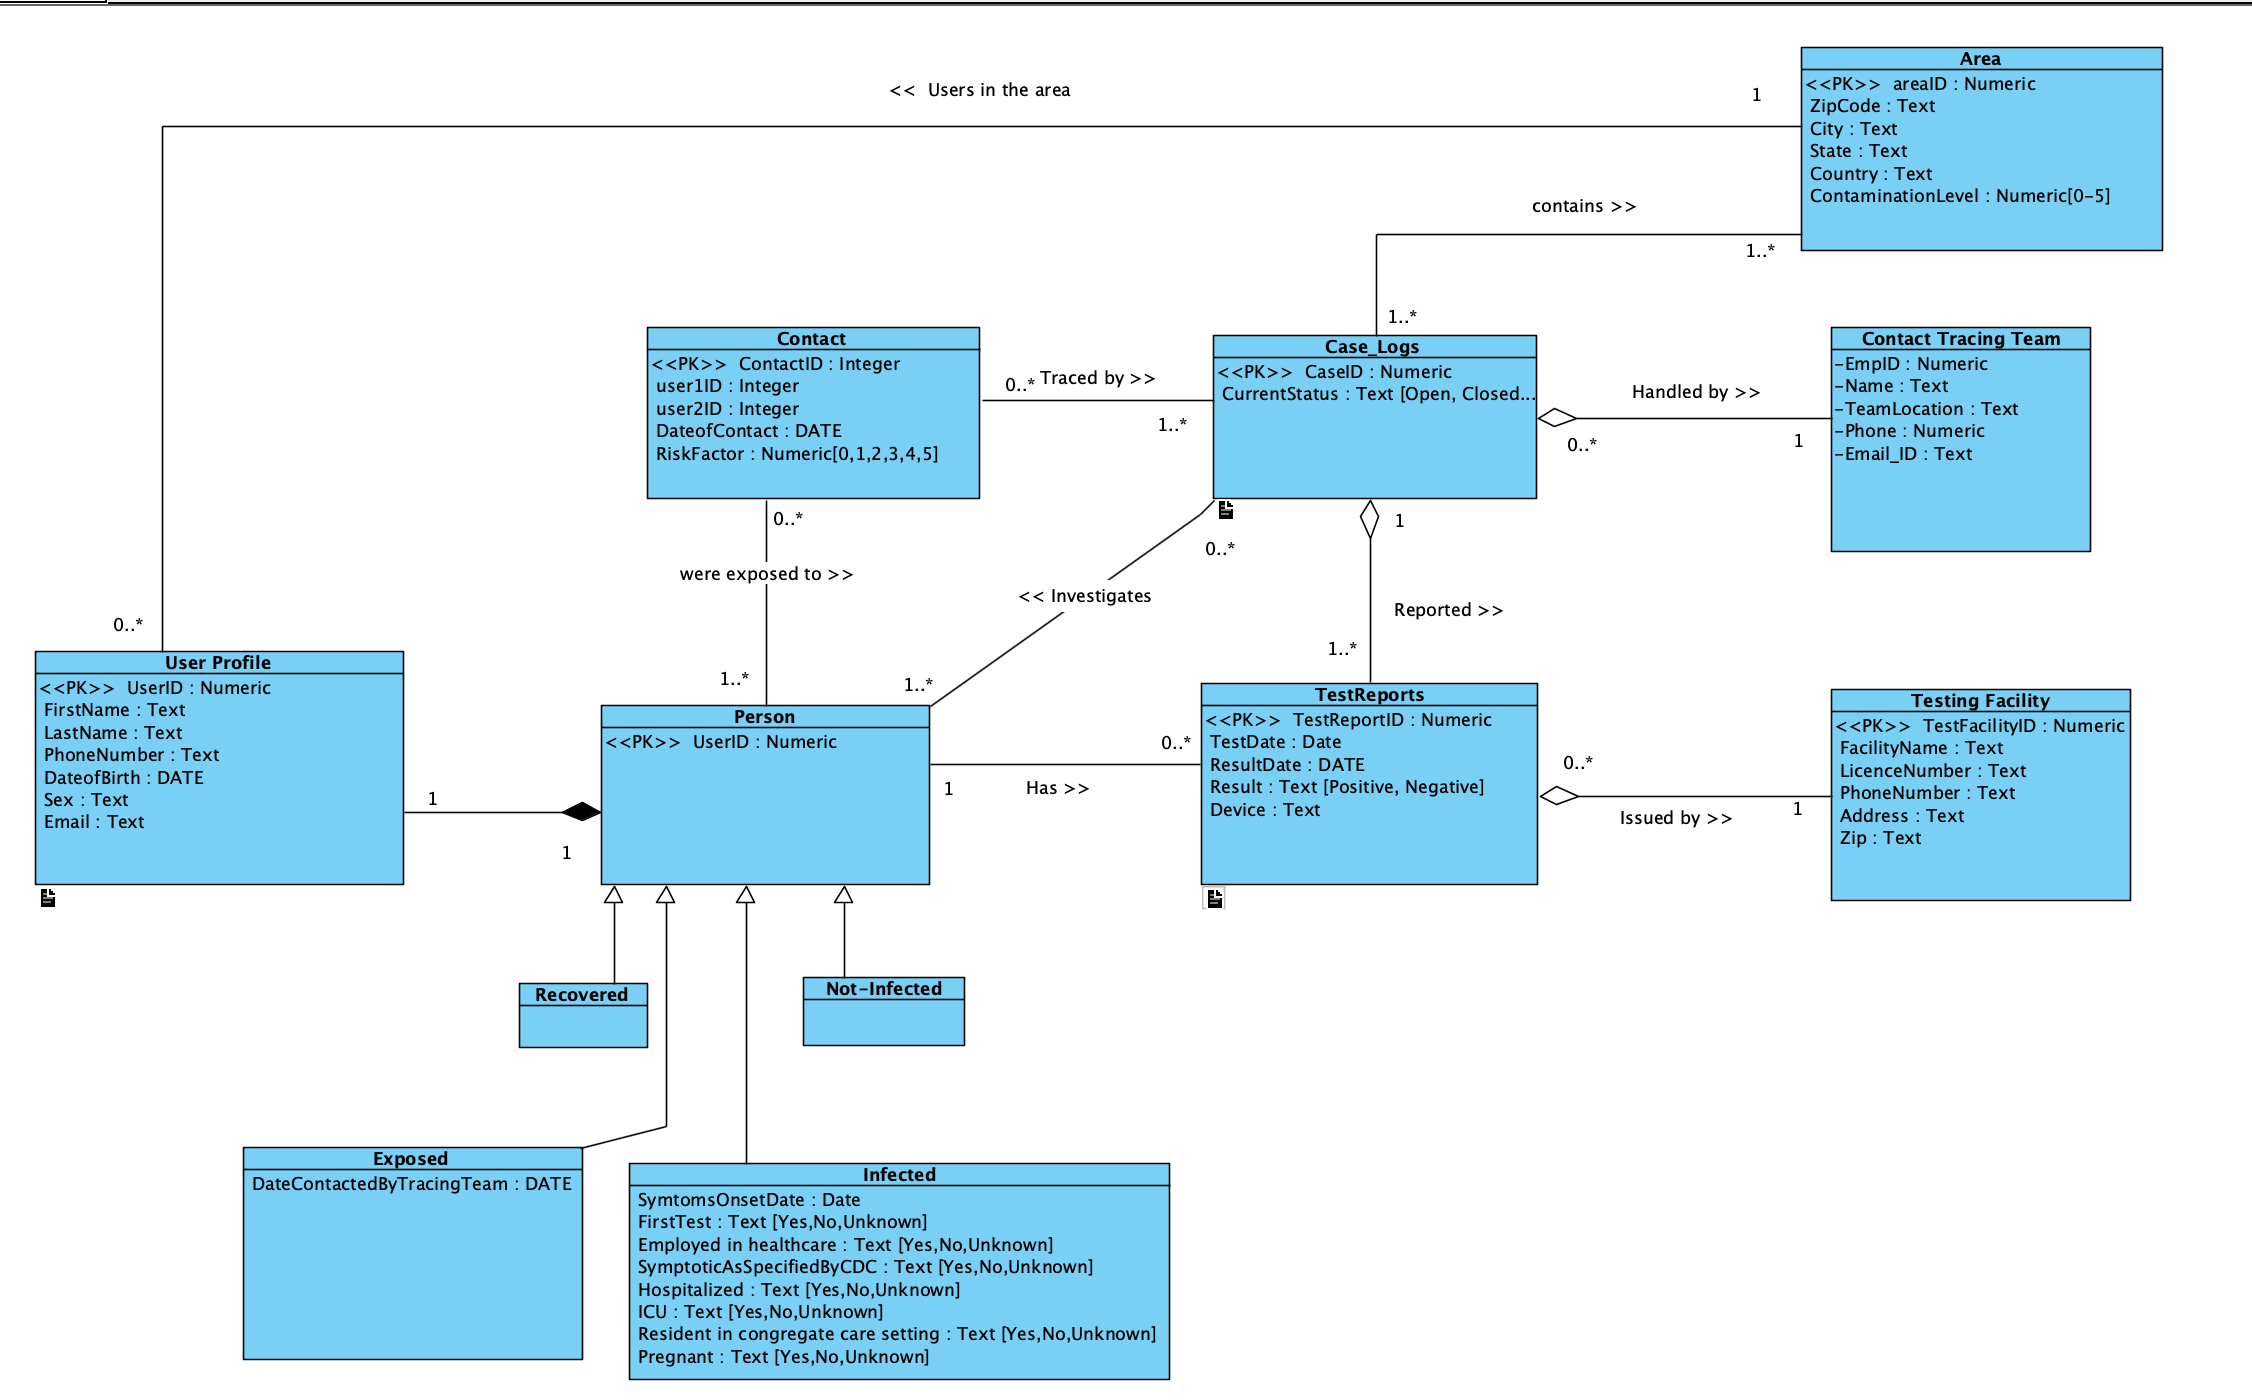 Area
<<PK>> areaID : Numeric
ZipCode : Text
City : Text
State : Text
Country : Text
ContaminationLevel : Numeric[0-5]
<< Users in the area
1
contains >>
1..*
1..*
Contact
<<PK>> ContactID : Integer
user1ID : Integer
user2ID : Integer
DateofContact : DATE
RiskFactor : Numeric[0,1,2,3,4,5]
0..*
Traced by >>
1..*
Case_Logs
<<PK>> CaseID : Numeric
CurrentStatus : Text [Open, Closed...
Handled by >>
0..*
1
Contact Tracing Team
-EmpID : Numeric
-Name : Text
-TeamLocation : Text
-Phone : Numeric
-Email_ID : Text
0..*
were exposed to >>
1..*
0..*
<< Investigates
1..*
1
Reported >>
1..*
0..*
User Profile
<<PK>> UserID : Numeric
FirstName : Text
LastName : Text
PhoneNumber : Text
DateofBirth : DATE
Sex : Text
Email : Text
1
1
Person
<<PK>> UserID : Numeric
0..*
1
Has >>
TestReports
<<PK>> TestReportID : Numeric
TestDate : Date
ResultDate : DATE
Result : Text [Positive, Negative]
Device : Text
0..*
Issued by >>
1
Testing Facility
<<PK>> TestFacilityID : Numeric
FacilityName : Text
LicenceNumber : Text
PhoneNumber : Text
Address : Text
Zip : Text
Recovered
Not-Infected
Exposed
DateContactedByTracingTeam : DATE
Infected
SymtomsOnsetDate : Date
FirstTest : Text [Yes,No,Unknown]
Employed in healthcare : Text [Yes,No,Unknown]
SymptoticAsSpecifiedByCDC : Text [Yes,No,Unknown]
Hospitalized : Text [Yes,No,Unknown]
ICU : Text [Yes,No,Unknown]
Resident in congregate care setting : Text [Yes,No,Unknown]
Pregnant : Text [Yes,No,Unknown]